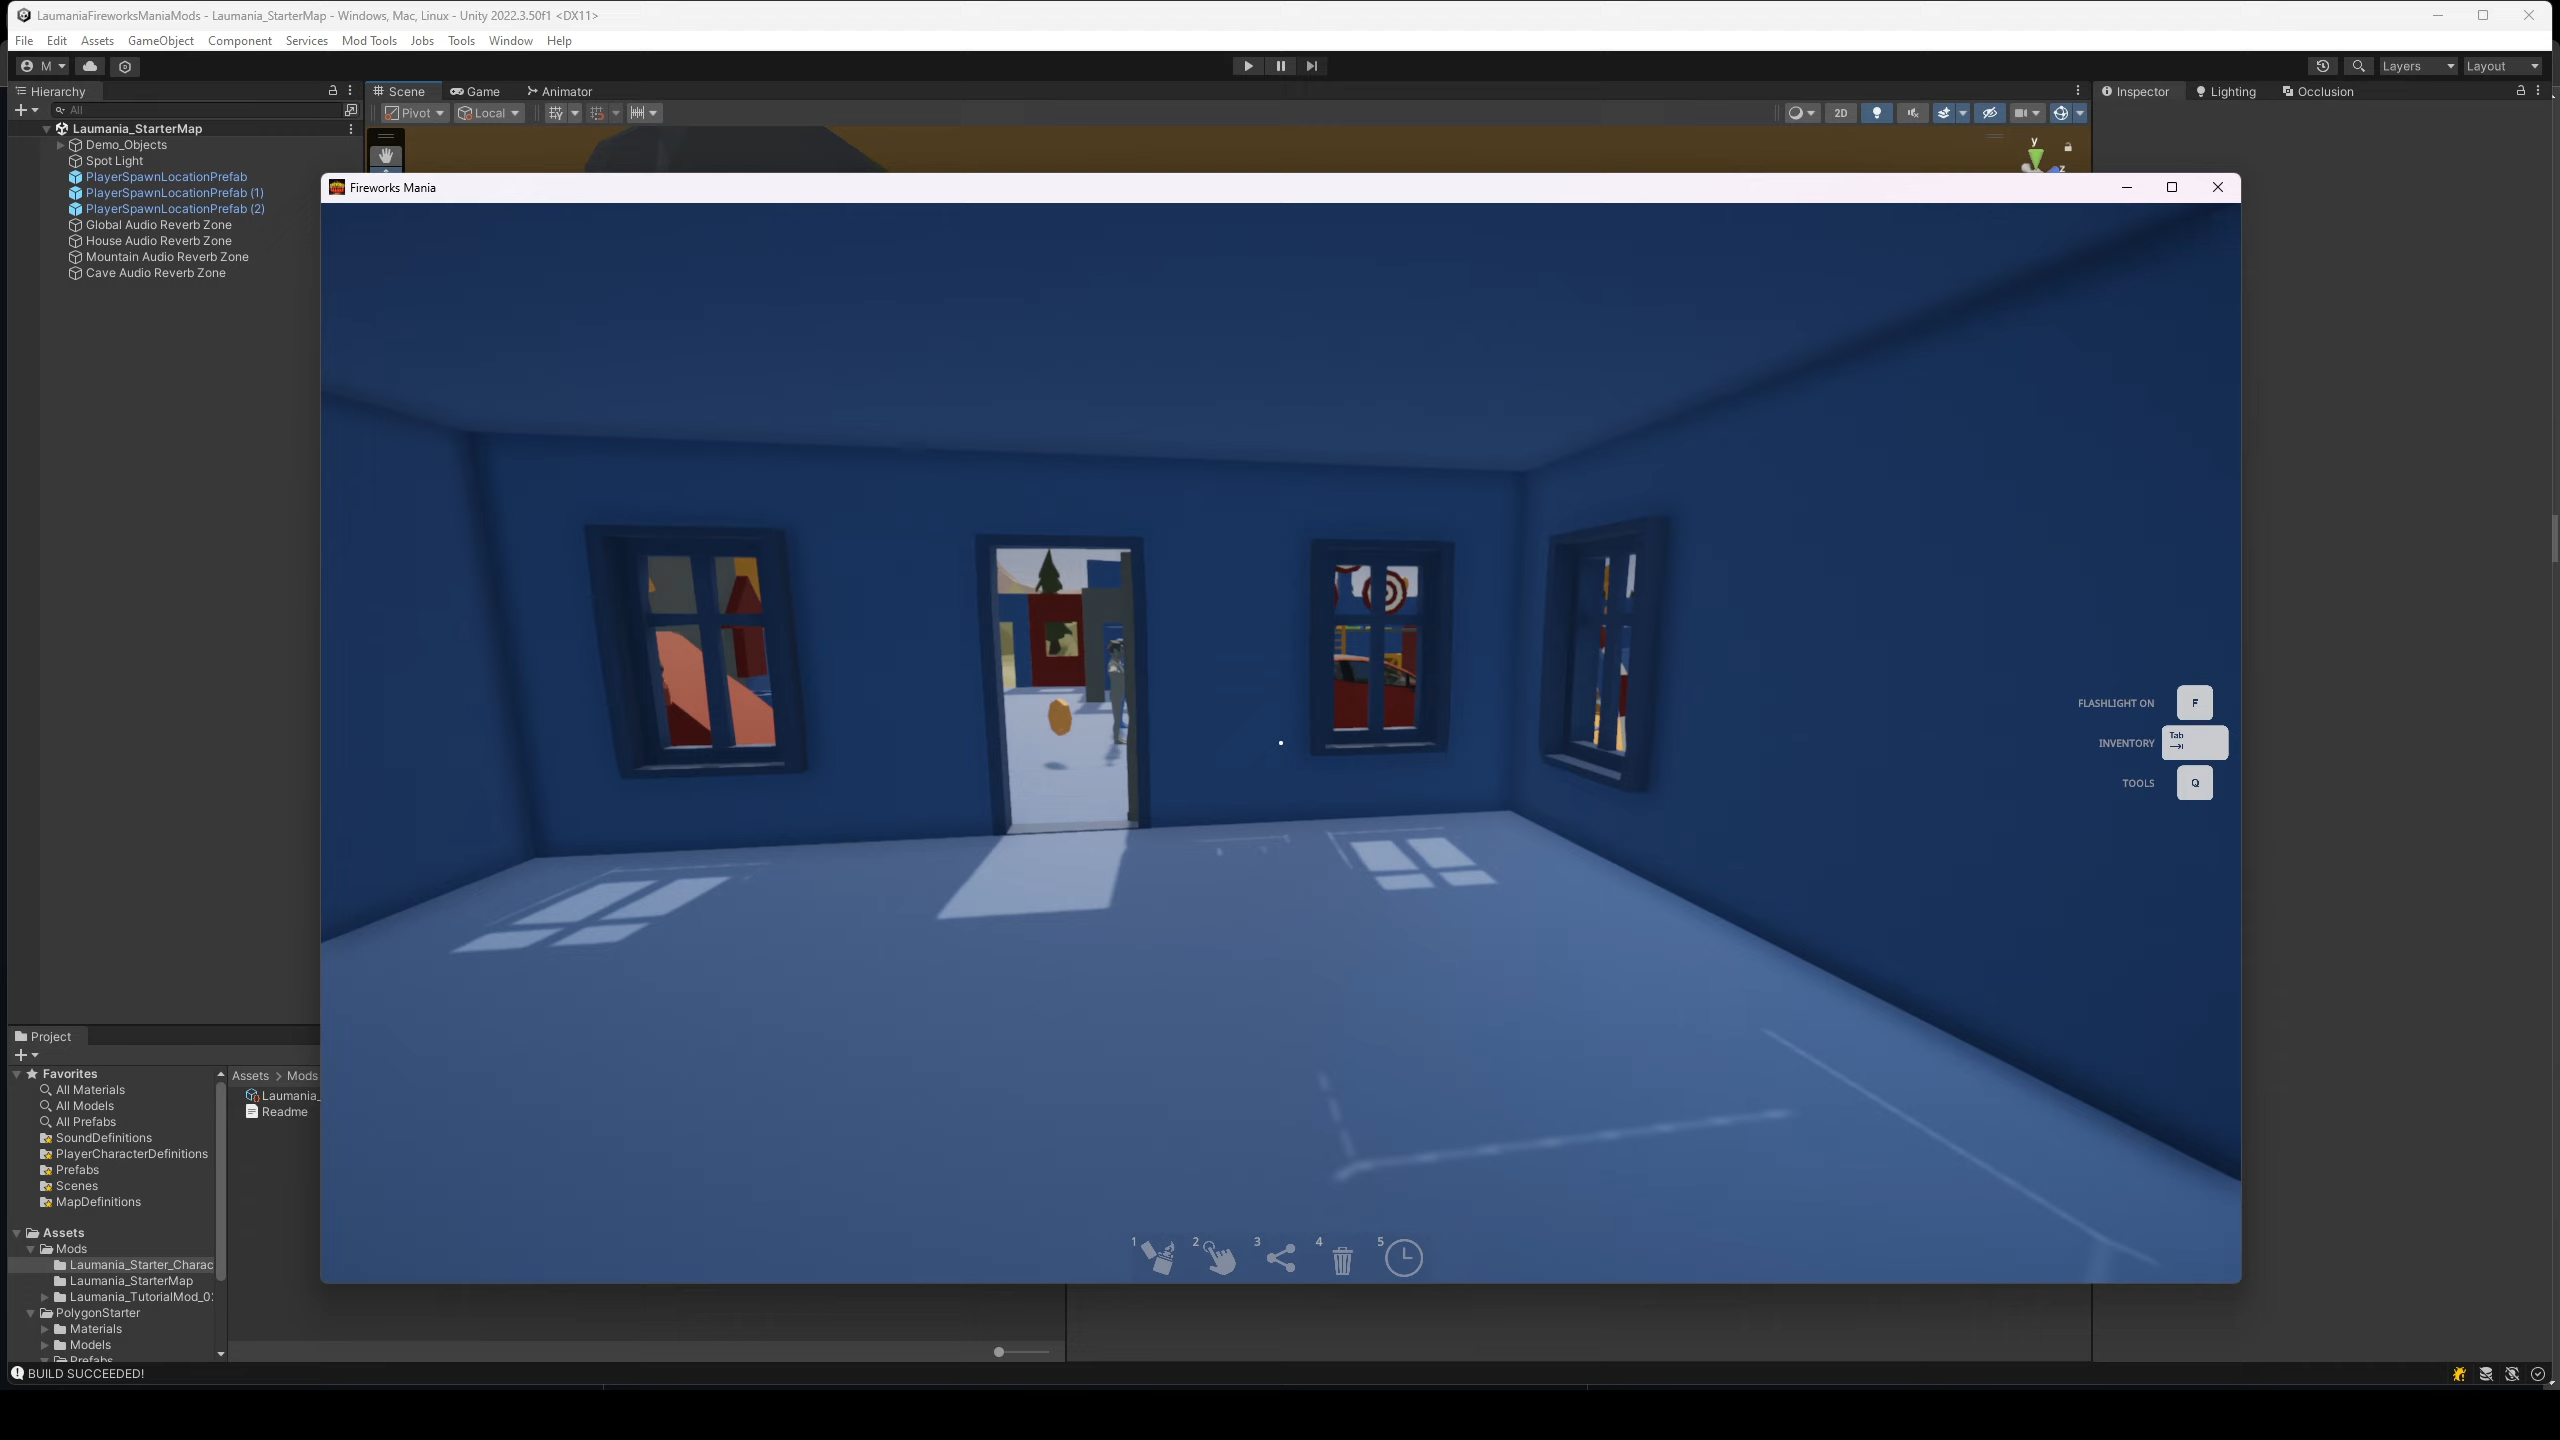 LaumaniaFireworksManiaMods - Laumania_StarterMap - Windows, Mac, Linux - Unity 2022.3.50f1 <DX11>
File Edit Assets GameObject Component Services Mod Tools Jobs Tools Window Help
M Layers Layout
Hierarchy Scene Game Animator Inspector Lighting Occlusion
All Pivot Local 2D
Laumania_StarterMap
Demo_Objects
Spot Light
PlayerSpawnLocationPrefab
PlayerSpawnLocationPrefab (1)
PlayerSpawnLocationPrefab (2)
Global Audio Reverb Zone
House Audio Reverb Zone
Mountain Audio Reverb Zone
Cave Audio Reverb Zone
y
z
Fireworks Mania
FLASHLIGHT ON F
INVENTORY Tab
TOOLS Q
1 2 3 4 5
Project
Favorites
All Materials
All Models
All Prefabs
SoundDefinitions
PlayerCharacterDefinitions
Prefabs
Scenes
MapDefinitions
Assets
Mods
Laumania_Starter_Charac
Laumania_StarterMap
Laumania_TutorialMod_0
PolygonStarter
Materials
Models
Prefabs
Assets > Mods
Laumania_
Readme
BUILD SUCCEEDED!